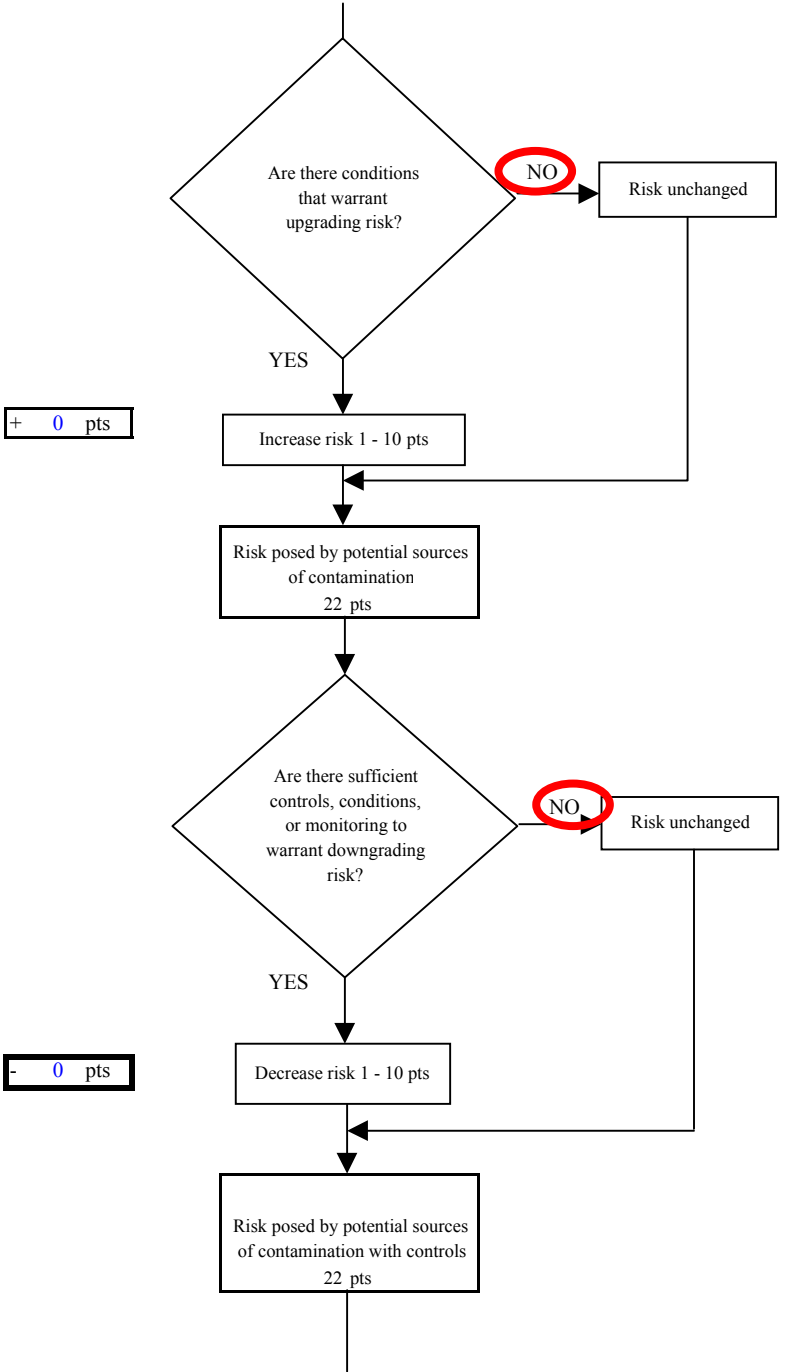 Are there conditions
that warrant
upgrading risk?
NO
Risk unchanged
YES
+ 0 pts
Increase risk 1 - 10 pts
Risk posed by potential sources
of contamination
22 pts
Are there sufficient
controls, conditions,
or monitoring to
warrant downgrading
risk?
NO
Risk unchanged
YES
- 0 pts
Decrease risk 1 - 10 pts
Risk posed by potential sources
of contamination with controls
22 pts